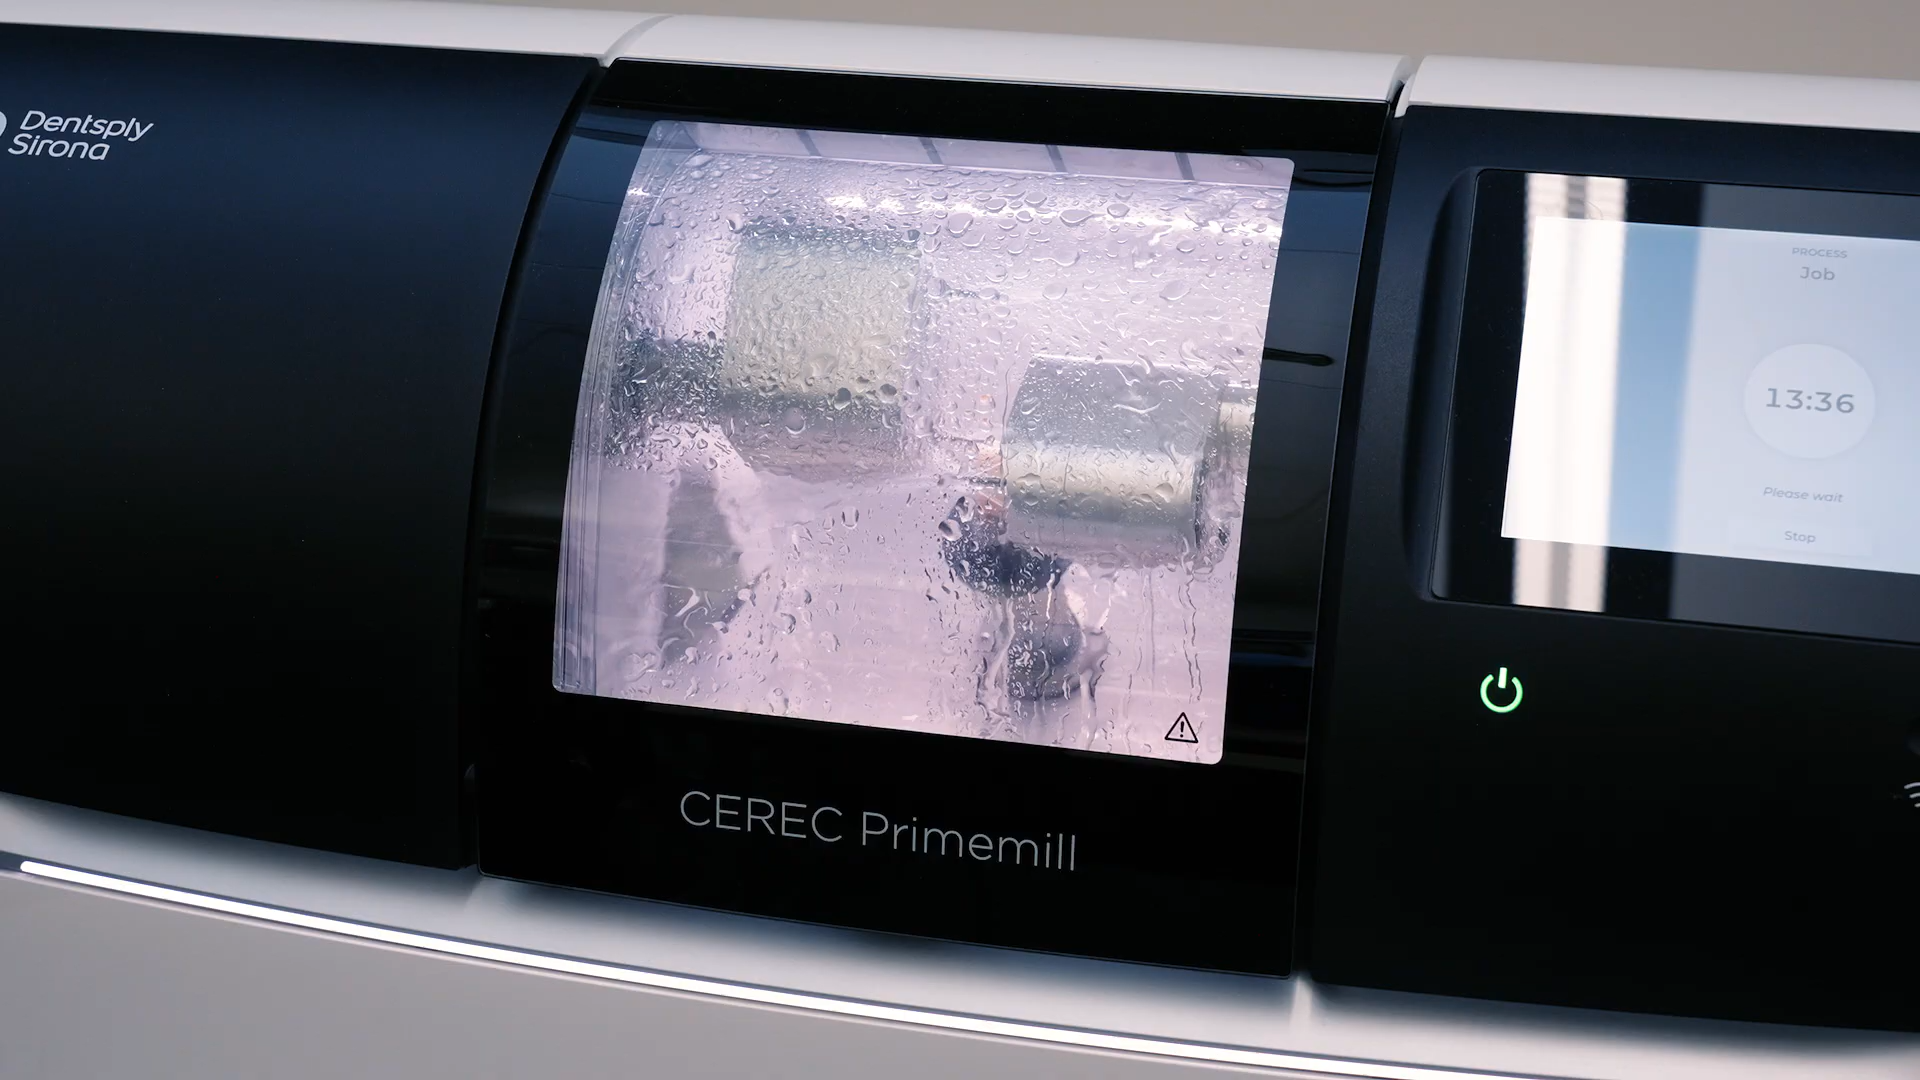 Dentsply
Sirona
CEREC Primemill
PROCESS
Job
13:36
Please wait
Stop